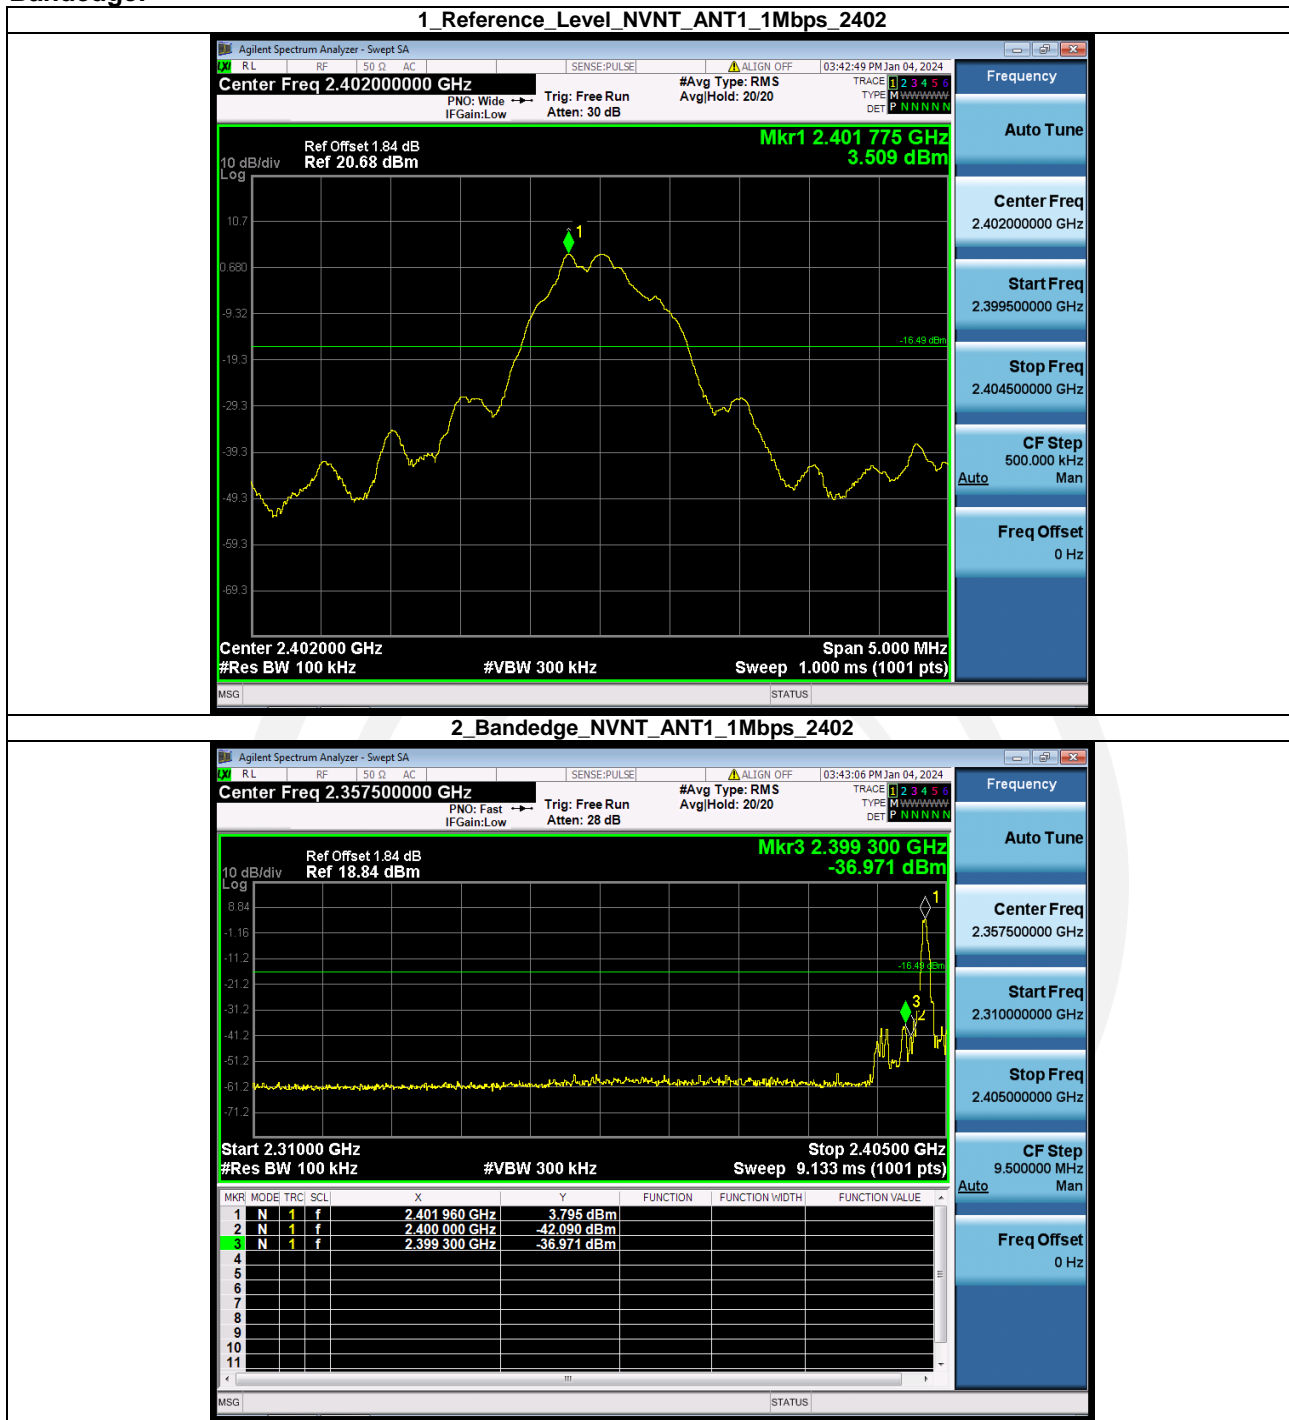 Bandedge:
1_Reference_Level_NVNT_ANT1_1Mbps_2402
Agilent Spectrum Analyzer - Swept SA
LXI RL RF 50 Ω AC SENSE:PULSE ALIGN OFF 03:42:49 PM Jan 04, 2024
Center Freq 2.402000000 GHz
PNO: Wide
IFGain:Low
Trig: Free Run
Atten: 30 dB
#Avg Type: RMS
Avg|Hold: 20/20
TRACE 1 2 3 4 5 6
TYPE M WWWWW
DET P N N N N N
Mkr1 2.401 775 GHz
3.509 dBm
Ref Offset 1.84 dB
10 dB/div Ref 20.68 dBm
Log
10.7
0.680
-9.32
-19.3
-29.3
-39.3
-49.3
-59.3
-69.3
1
-16.49 dBm
Center 2.402000 GHz Span 5.000 MHz
#Res BW 100 kHz #VBW 300 kHz Sweep 1.000 ms (1001 pts)
MSG STATUS
Frequency
Auto Tune
Center Freq
2.402000000 GHz
Start Freq
2.399500000 GHz
Stop Freq
2.404500000 GHz
CF Step
500.000 kHz
Auto Man
Freq Offset
0 Hz
2_Bandedge_NVNT_ANT1_1Mbps_2402
Agilent Spectrum Analyzer - Swept SA
LXI RL RF 50 Ω AC SENSE:PULSE ALIGN OFF 03:43:06 PM Jan 04, 2024
Center Freq 2.357500000 GHz
PNO: Fast
IFGain:Low
Trig: Free Run
Atten: 28 dB
#Avg Type: RMS
Avg|Hold: 20/20
TRACE 1 2 3 4 5 6
TYPE M WWWWW
DET P N N N N N
Mkr3 2.399 300 GHz
-36.971 dBm
Ref Offset 1.84 dB
10 dB/div Ref 18.84 dBm
Log
8.84
-1.16
-11.2
-21.2
-31.2
-41.2
-51.2
-61.2
-71.2
1
-16.49 dBm
3
2
Start 2.31000 GHz Stop 2.40500 GHz
#Res BW 100 kHz #VBW 300 kHz Sweep 9.133 ms (1001 pts)
MKR MODE TRC SCL X Y FUNCTION FUNCTION WIDTH FUNCTION VALUE
1 N 1 f 2.401 960 GHz 3.795 dBm
2 N 1 f 2.400 000 GHz -42.090 dBm
3 N 1 f 2.399 300 GHz -36.971 dBm
4
5
6
7
8
9
10
11
MSG STATUS
Frequency
Auto Tune
Center Freq
2.357500000 GHz
Start Freq
2.310000000 GHz
Stop Freq
2.405000000 GHz
CF Step
9.500000 MHz
Auto Man
Freq Offset
0 Hz